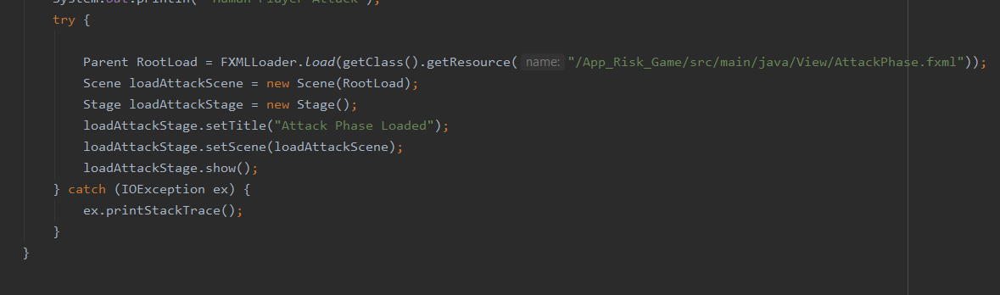 System.out.println(" Human Player Attack");
try {
Parent RootLoad = FXMLLoader.load(getClass().getResource( name: "/App_Risk_Game/src/main/java/View/AttackPhase.fxml"));
Scene loadAttackScene = new Scene(RootLoad);
Stage loadAttackStage = new Stage();
loadAttackStage.setTitle("Attack Phase Loaded");
loadAttackStage.setScene(loadAttackScene);
loadAttackStage.show();
} catch (IOException ex) {
ex.printStackTrace();
}
}